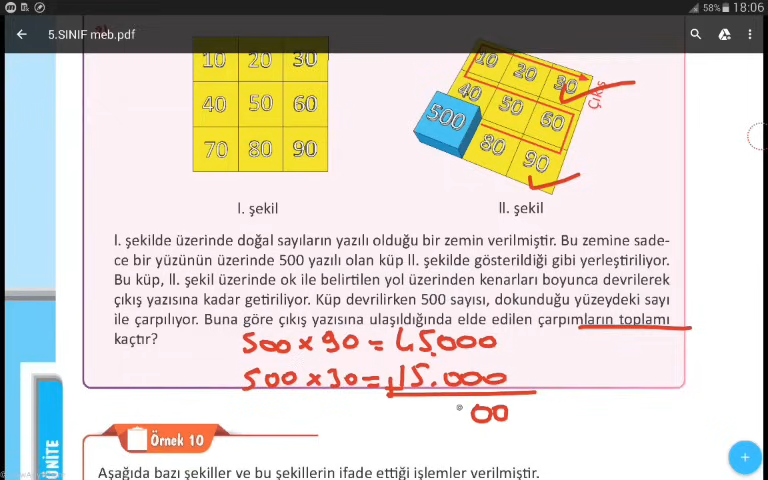 58% 18:06
5.SINIF meb.pdf
10 20 30
40 50 60
70 80 90
10 20 30
40 50 60
500 80 90
I. şekil
II. şekil
I. şekilde üzerinde doğal sayıların yazılı olduğu bir zemin verilmiştir. Bu zemine sade-
ce bir yüzünün üzerinde 500 yazılı olan küp II. şekilde gösterildiği gibi yerleştiriliyor.
Bu küp, II. şekil üzerinde ok ile belirtilen yol üzerinden kenarları boyunca devrilerek
çıkış yazısına kadar getiriliyor. Küp devrilirken 500 sayısı, dokunduğu yüzeydeki sayı
ile çarpılıyor. Buna göre çıkış yazısına ulaşıldığında elde edilen çarpımların toplamı
kaçtır?
500 x 90 = 45.000
500 x 30 = 15.000
00
ÜNİTE
Örnek 10
Aşağıda bazı şekiller ve bu şekillerin ifade ettiği işlemler verilmiştir.